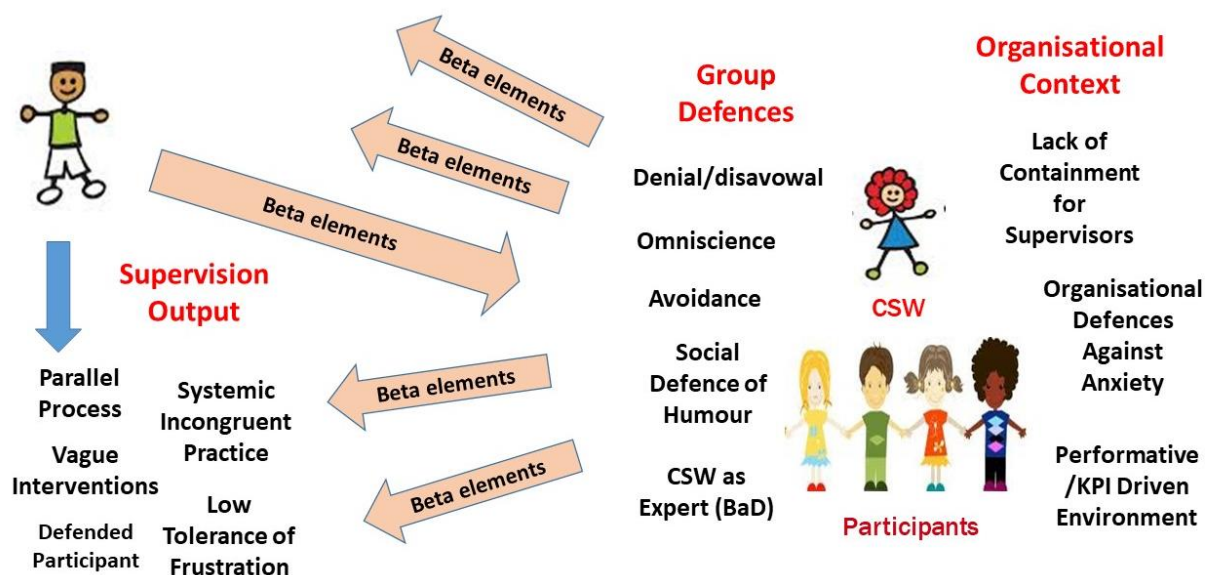 Beta elements
Beta elements
Beta elements
Supervision
Output
Parallel
Process
Vague
Interventions
Defended
Participant
Systemic
Incongruent
Practice
Low
Tolerance of
Frustration
Beta elements
Beta elements
Group
Defences
Denial/disavowal
Omniscience
Avoidance
Social
Defence of
Humour
CSW as
Expert (BaD)
CSW
Participants
Organisational
Context
Lack of
Containment
for
Supervisors
Organisational
Defences
Against
Anxiety
Performative
/KPI Driven
Environment